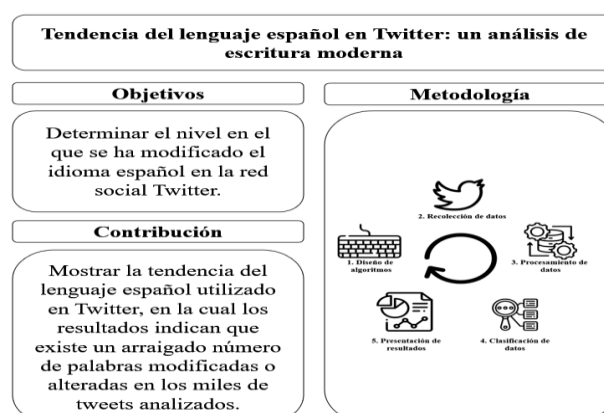 Tendencia del lenguaje español en Twitter: un análisis de
escritura moderna
Objetivos
Determinar el nivel en el
que se ha modificado el
idioma español en la red
social Twitter.
Contribución
Mostrar la tendencia del
lenguaje español utilizado
en Twitter, en la cual los
resultados indican que
existe un arraigado número
de palabras modificadas o
alteradas en los miles de
tweets analizados.
Metodología
1. Diseño de
algoritmos
2. Recolección de datos
3. Procesamiento de
datos
4. Clasificación de
datos
5. Presentación de
resultados